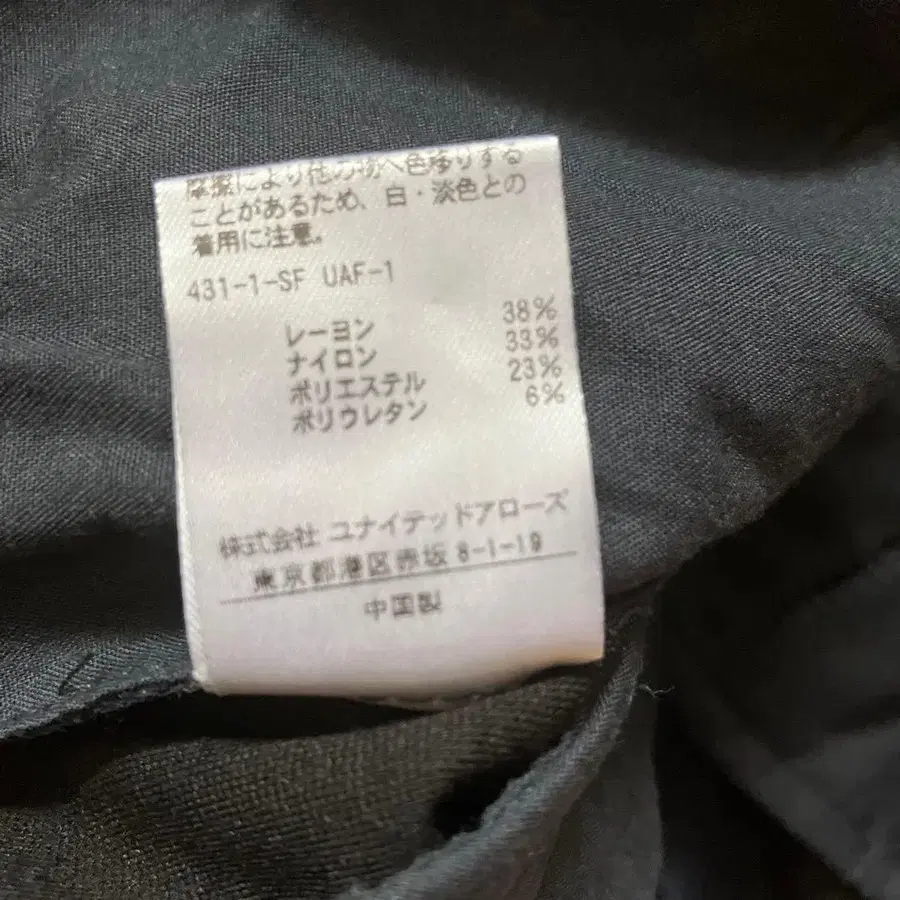 摩擦により他の物へ色移りする
ことがあるため、白・淡色との
着用に注意。
431-1-SF UAF-1
レーヨン 38%
ナイロン 33%
ポリエステル 23%
ポリウレタン 6%
株式会社 ユナイテッドアローズ
東京都港区赤坂 8-1-19
中国製